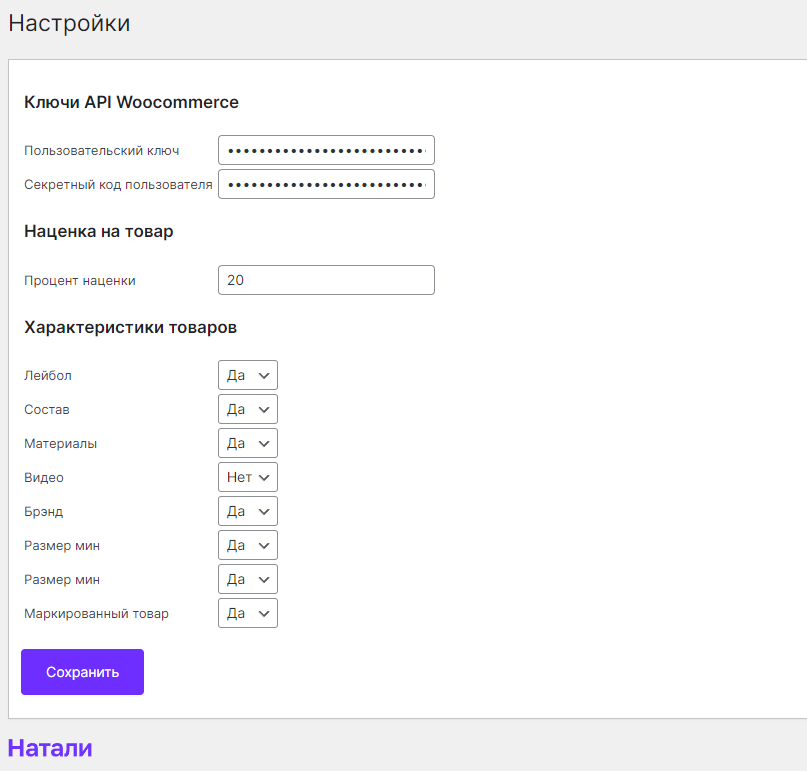 Настройки
Ключи API Woocommerce
Пользовательский ключ ••••••••••••••••••••••••••
Секретный код пользователя ••••••••••••••••••••••••••
Наценка на товар
Процент наценки 20
Характеристики товаров
Лейбол Да
Состав Да
Материалы Да
Видео Нет
Брэнд Да
Размер мин Да
Размер мин Да
Маркированный товар Да
Сохранить
Натали